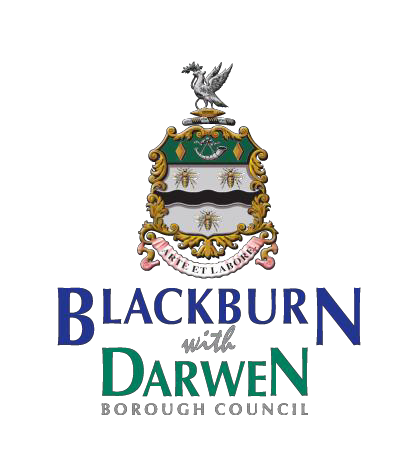 ARTE ET LABORE
BLACKBURN
with
DARWEN
BOROUGH COUNCIL